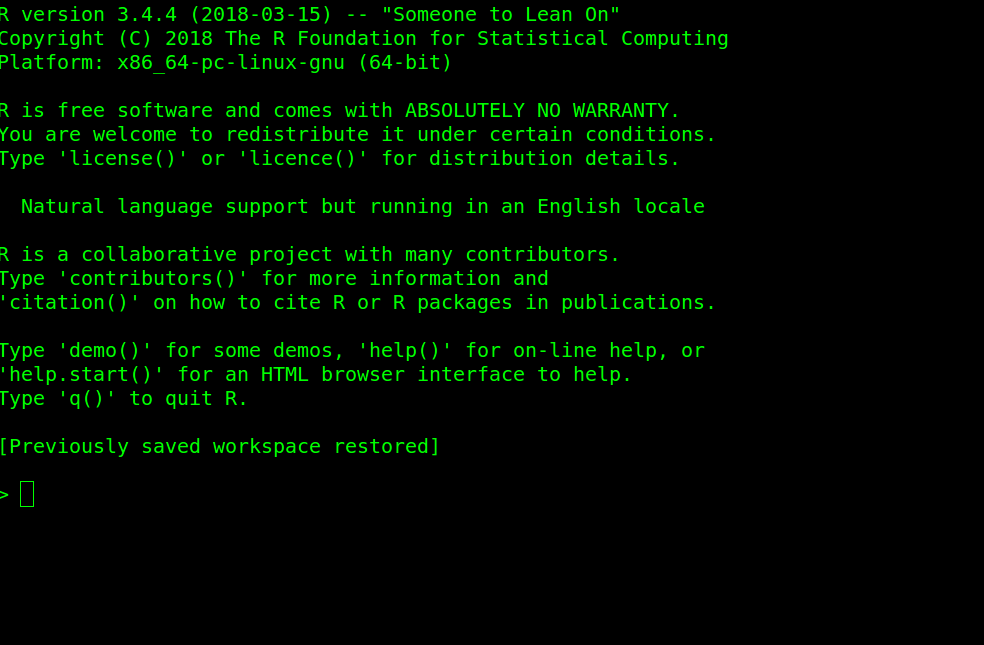 R version 3.4.4 (2018-03-15) -- "Someone to Lean On"
Copyright (C) 2018 The R Foundation for Statistical Computing
Platform: x86_64-pc-linux-gnu (64-bit)
R is free software and comes with ABSOLUTELY NO WARRANTY.
You are welcome to redistribute it under certain conditions.
Type 'license()' or 'licence()' for distribution details.
Natural language support but running in an English locale
R is a collaborative project with many contributors.
Type 'contributors()' for more information and
'citation()' on how to cite R or R packages in publications.
Type 'demo()' for some demos, 'help()' for on-line help, or
'help.start()' for an HTML browser interface to help.
Type 'q()' to quit R.
[Previously saved workspace restored]
>